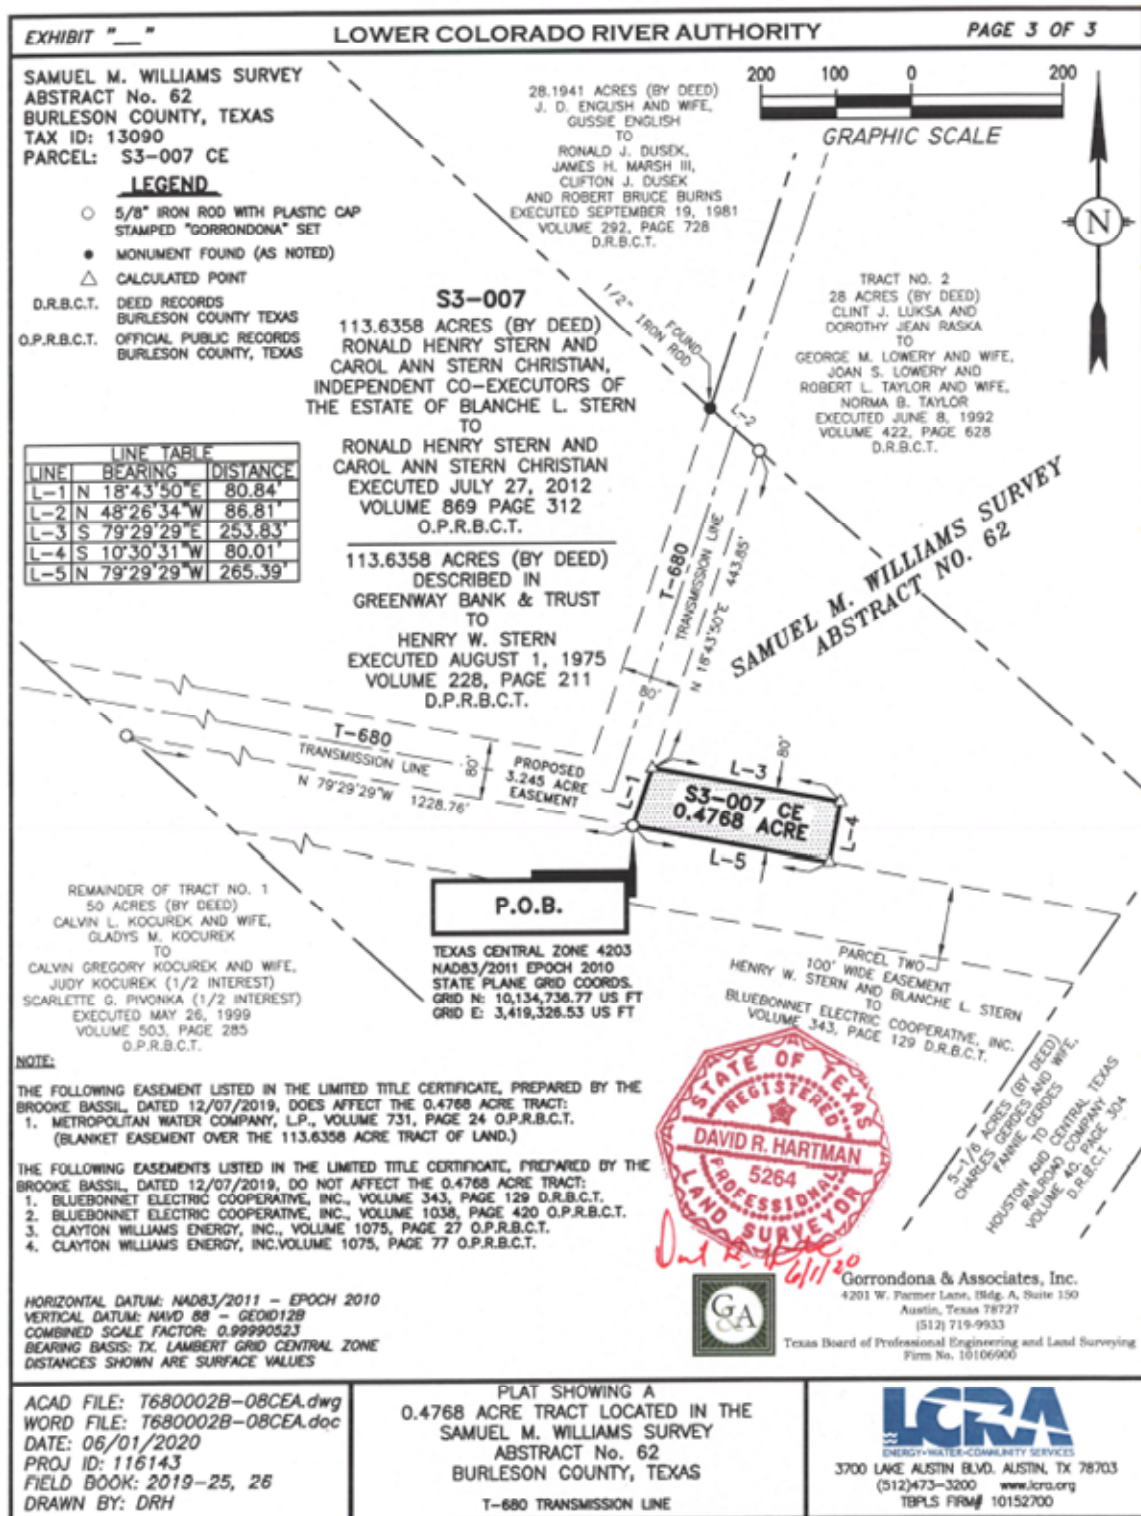 EXHIBIT "__"
LOWER COLORADO RIVER AUTHORITY
PAGE 3 OF 3
SAMUEL M. WILLIAMS SURVEY
ABSTRACT No. 62
BURLESON COUNTY, TEXAS
TAX ID: 13090
PARCEL: S3-007 CE
LEGEND
5/8" IRON ROD WITH PLASTIC CAP
STAMPED "GORRONDONA" SET
MONUMENT FOUND (AS NOTED)
CALCULATED POINT
D.R.B.C.T. DEED RECORDS
BURLESON COUNTY TEXAS
O.P.R.B.C.T. OFFICIAL PUBLIC RECORDS
BURLESON COUNTY, TEXAS
28.1941 ACRES (BY DEED)
J. D. ENGLISH AND WIFE,
GUSSIE ENGLISH
TO
RONALD J. DUSEK,
JAMES H. MARSH III,
CLIFTON J. DUSEK
AND ROBERT BRUCE BURNS
EXECUTED SEPTEMBER 19, 1981
VOLUME 292, PAGE 728
D.R.B.C.T.
200 100 0 200
GRAPHIC SCALE
N
S3-007
113.6358 ACRES (BY DEED)
RONALD HENRY STERN AND
CAROL ANN STERN CHRISTIAN,
INDEPENDENT CO-EXECUTORS OF
THE ESTATE OF BLANCHE L. STERN
TO
RONALD HENRY STERN AND
CAROL ANN STERN CHRISTIAN
EXECUTED JULY 27, 2012
VOLUME 869 PAGE 312
O.P.R.B.C.T.
113.6358 ACRES (BY DEED)
DESCRIBED IN
GREENWAY BANK & TRUST
TO
HENRY W. STERN
EXECUTED AUGUST 1, 1975
VOLUME 228, PAGE 211
D.P.R.B.C.T.
1/2" FOUND
IRON ROD
L-2
TRACT NO. 2
28 ACRES (BY DEED)
CLINT J. LUKSA AND
DOROTHY JEAN RASKA
TO
GEORGE M. LOWERY AND WIFE,
JOAN S. LOWERY AND
ROBERT L. TAYLOR AND WIFE,
NORMA B. TAYLOR
EXECUTED JUNE 8, 1992
VOLUME 422, PAGE 628
D.R.B.C.T.
LINE TABLE
LINE BEARING DISTANCE
L-1 N 18°43'50"E 80.84'
L-2 N 48°26'34"W 86.81'
L-3 S 79°29'29"E 253.83'
L-4 S 10°30'31"W 80.01'
L-5 N 79°29'29"W 265.39'
SAMUEL M. WILLIAMS SURVEY
ABSTRACT NO. 62
T-680
TRANSMISSION LINE
N 18°43'50"E 443.85'
80'
T-680
TRANSMISSION LINE
N 79°29'29"W 1228.76'
80'
PROPOSED
3.245 ACRE
EASEMENT
L-1
L-3
80'
S3-007 CE
0.4768 ACRE
L-4
L-5
P.O.B.
TEXAS CENTRAL ZONE 4203
NAD83/2011 EPOCH 2010
STATE PLANE GRID COORDS.
GRID N: 10,134,736.77 US FT
GRID E: 3,419,326.53 US FT
REMAINDER OF TRACT NO. 1
50 ACRES (BY DEED)
CALVIN L. KOCUREK AND WIFE,
GLADYS M. KOCUREK
TO
CALVIN GREGORY KOCUREK AND WIFE,
JUDY KOCUREK (1/2 INTEREST)
SCARLETTE G. PIVONKA (1/2 INTEREST)
EXECUTED MAY 26, 1999
VOLUME 503, PAGE 285
O.P.R.B.C.T.
PARCEL TWO
100' WIDE EASEMENT
HENRY W. STERN AND BLANCHE L. STERN
TO
BLUEBONNET ELECTRIC COOPERATIVE, INC.
VOLUME 343, PAGE 129 D.R.B.C.T.
5-1/6 ACRES (BY DEED)
CHARLES GERDES AND WIFE,
FANNIE GERDES
TO
HOUSTON AND CENTRAL TEXAS
RAILROAD COMPANY
VOLUME 40, PAGE 304
D.R.B.C.T.
NOTE:
THE FOLLOWING EASEMENT LISTED IN THE LIMITED TITLE CERTIFICATE, PREPARED BY THE
BROOKE BASSIL, DATED 12/07/2019, DOES AFFECT THE 0.4768 ACRE TRACT:
1. METROPOLITAN WATER COMPANY, L.P., VOLUME 731, PAGE 24 O.P.R.B.C.T.
(BLANKET EASEMENT OVER THE 113.6358 ACRE TRACT OF LAND.)
THE FOLLOWING EASEMENTS LISTED IN THE LIMITED TITLE CERTIFICATE, PREPARED BY THE
BROOKE BASSIL, DATED 12/07/2019, DO NOT AFFECT THE 0.4768 ACRE TRACT:
1. BLUEBONNET ELECTRIC COOPERATIVE, INC., VOLUME 343, PAGE 129 D.R.B.C.T.
2. BLUEBONNET ELECTRIC COOPERATIVE, INC., VOLUME 1038, PAGE 420 O.P.R.B.C.T.
3. CLAYTON WILLIAMS ENERGY, INC., VOLUME 1075, PAGE 27 O.P.R.B.C.T.
4. CLAYTON WILLIAMS ENERGY, INC.VOLUME 1075, PAGE 77 O.P.R.B.C.T.
STATE OF TEXAS
REGISTERED
DAVID R. HARTMAN
5264
PROFESSIONAL
LAND SURVEYOR
6/1/20
HORIZONTAL DATUM: NAD83/2011 - EPOCH 2010
VERTICAL DATUM: NAVD 88 - GEOID12B
COMBINED SCALE FACTOR: 0.99990523
BEARING BASIS: TX. LAMBERT GRID CENTRAL ZONE
DISTANCES SHOWN ARE SURFACE VALUES
G&A
Gorrondona & Associates, Inc.
4201 W. Parmer Lane, Bldg. A, Suite 150
Austin, Texas 78727
(512) 719-9933
Texas Board of Professional Engineering and Land Surveying
Firm No. 10106900
ACAD FILE: T680002B-08CEA.dwg
WORD FILE: T680002B-08CEA.doc
DATE: 06/01/2020
PROJ ID: 116143
FIELD BOOK: 2019-25, 26
DRAWN BY: DRH
PLAT SHOWING A
0.4768 ACRE TRACT LOCATED IN THE
SAMUEL M. WILLIAMS SURVEY
ABSTRACT No. 62
BURLESON COUNTY, TEXAS
T-680 TRANSMISSION LINE
LCRA
ENERGY•WATER•COMMUNITY SERVICES
3700 LAKE AUSTIN BLVD. AUSTIN, TX 78703
(512)473-3200 www.lcra.org
TBPLS FIRM# 10152700